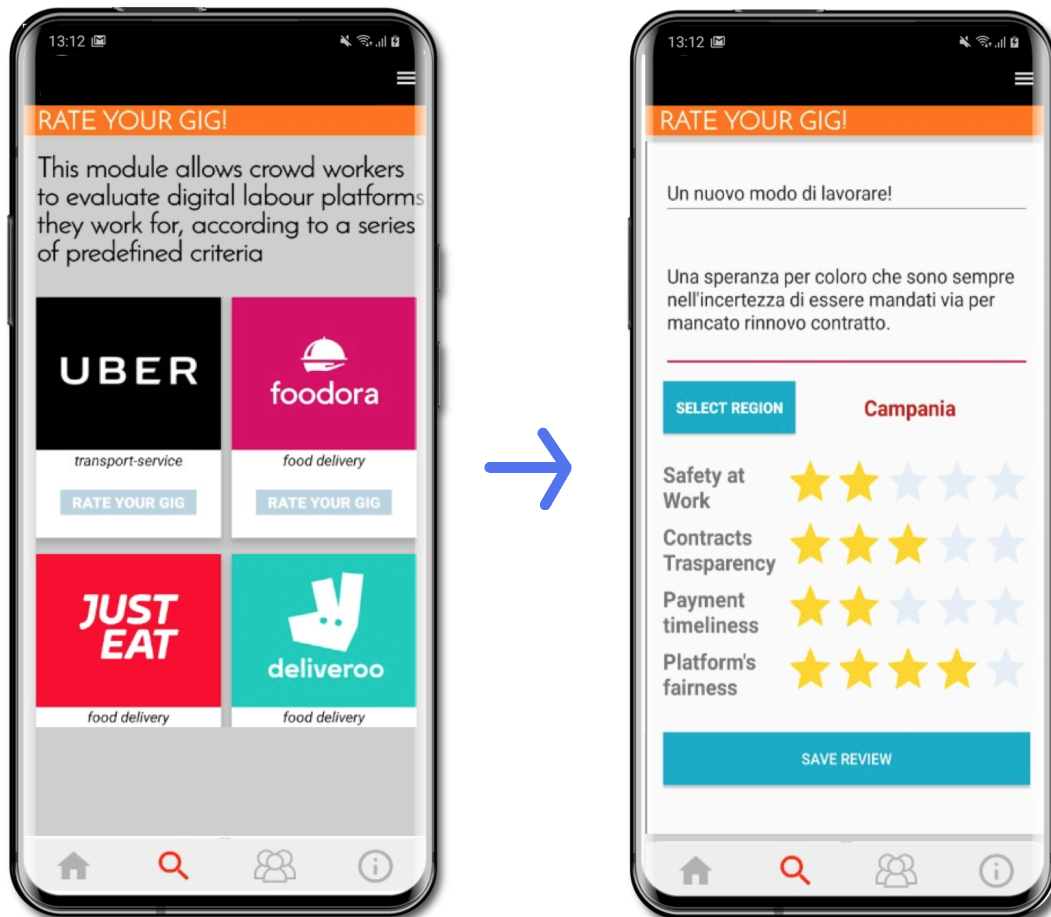 13:12
RATE YOUR GIG!
This module allows crowd workers
to evaluate digital labour platforms
they work for, according to a series
of predefined criteria
UBER
transport-service
RATE YOUR GIG
foodora
food delivery
RATE YOUR GIG
JUST
EAT
food delivery
deliveroo
food delivery
13:12
RATE YOUR GIG!
Un nuovo modo di lavorare!
Una speranza per coloro che sono sempre
nell'incertezza di essere mandati via per
mancato rinnovo contratto.
SELECT REGION
Campania
Safety at
Work
Contracts
Trasparency
Payment
timeliness
Platform's
fairness
SAVE REVIEW